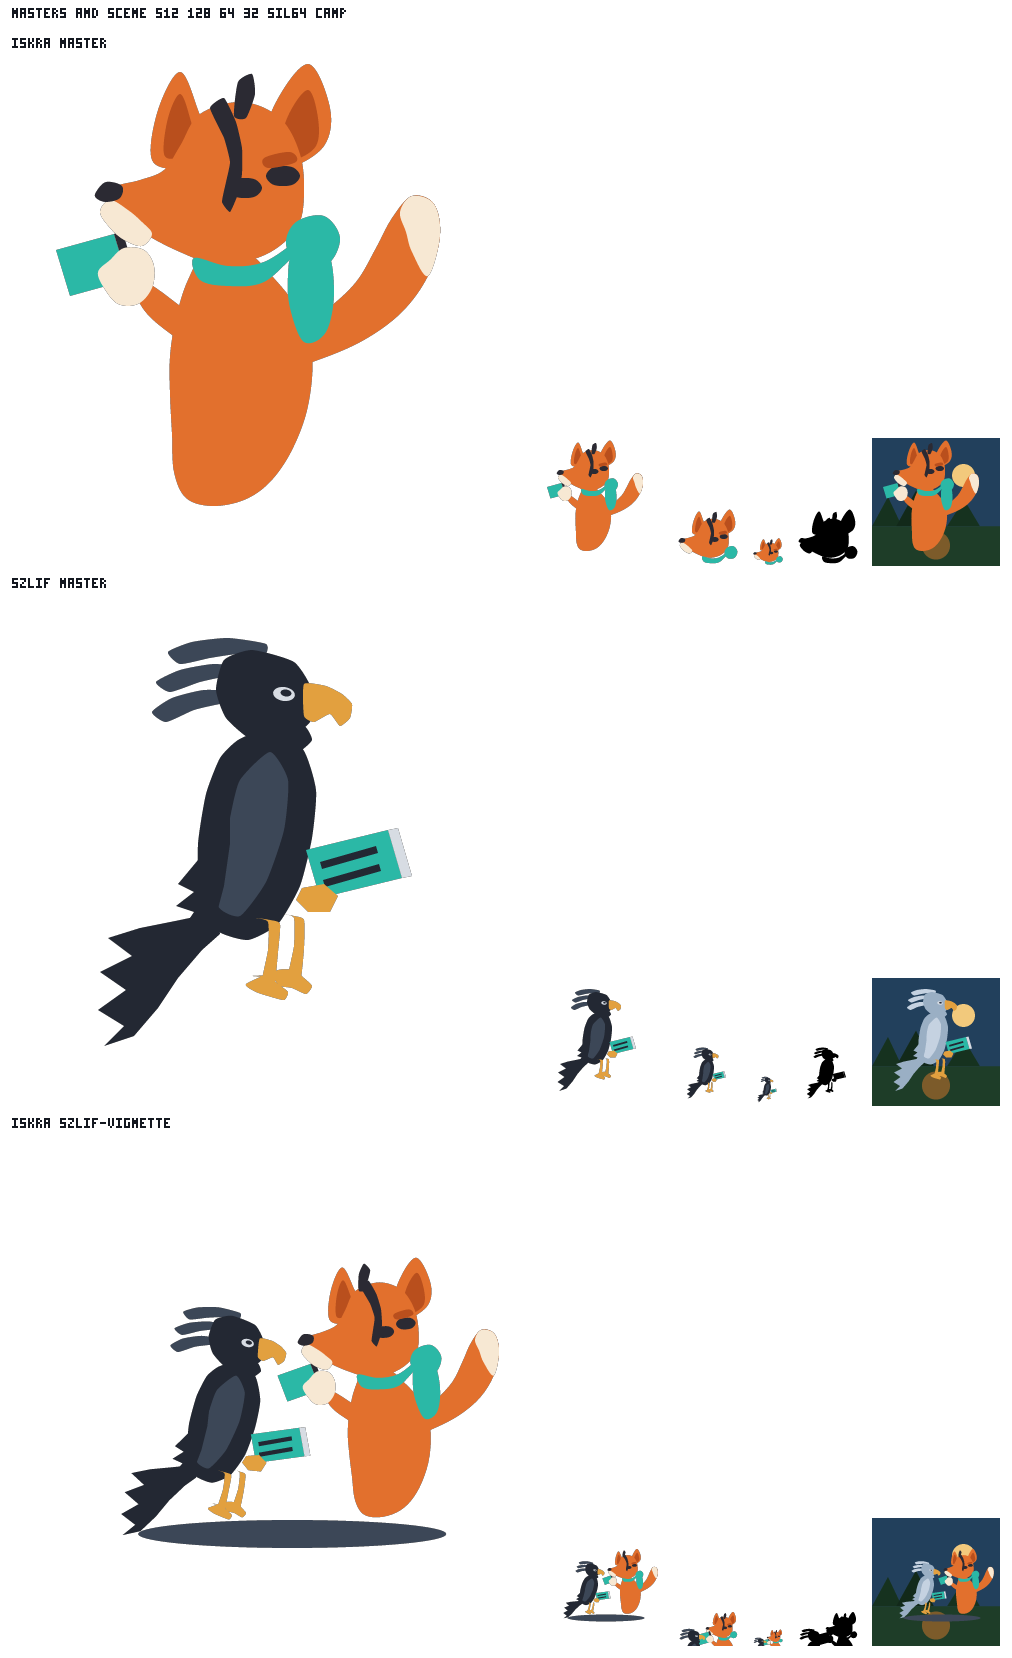 MASTERS AND SCENE 512 128 64 32 SIL64 CAMP
ISKRA MASTER
SZLIF MASTER
ISKRA SZLIF-VIGNETTE